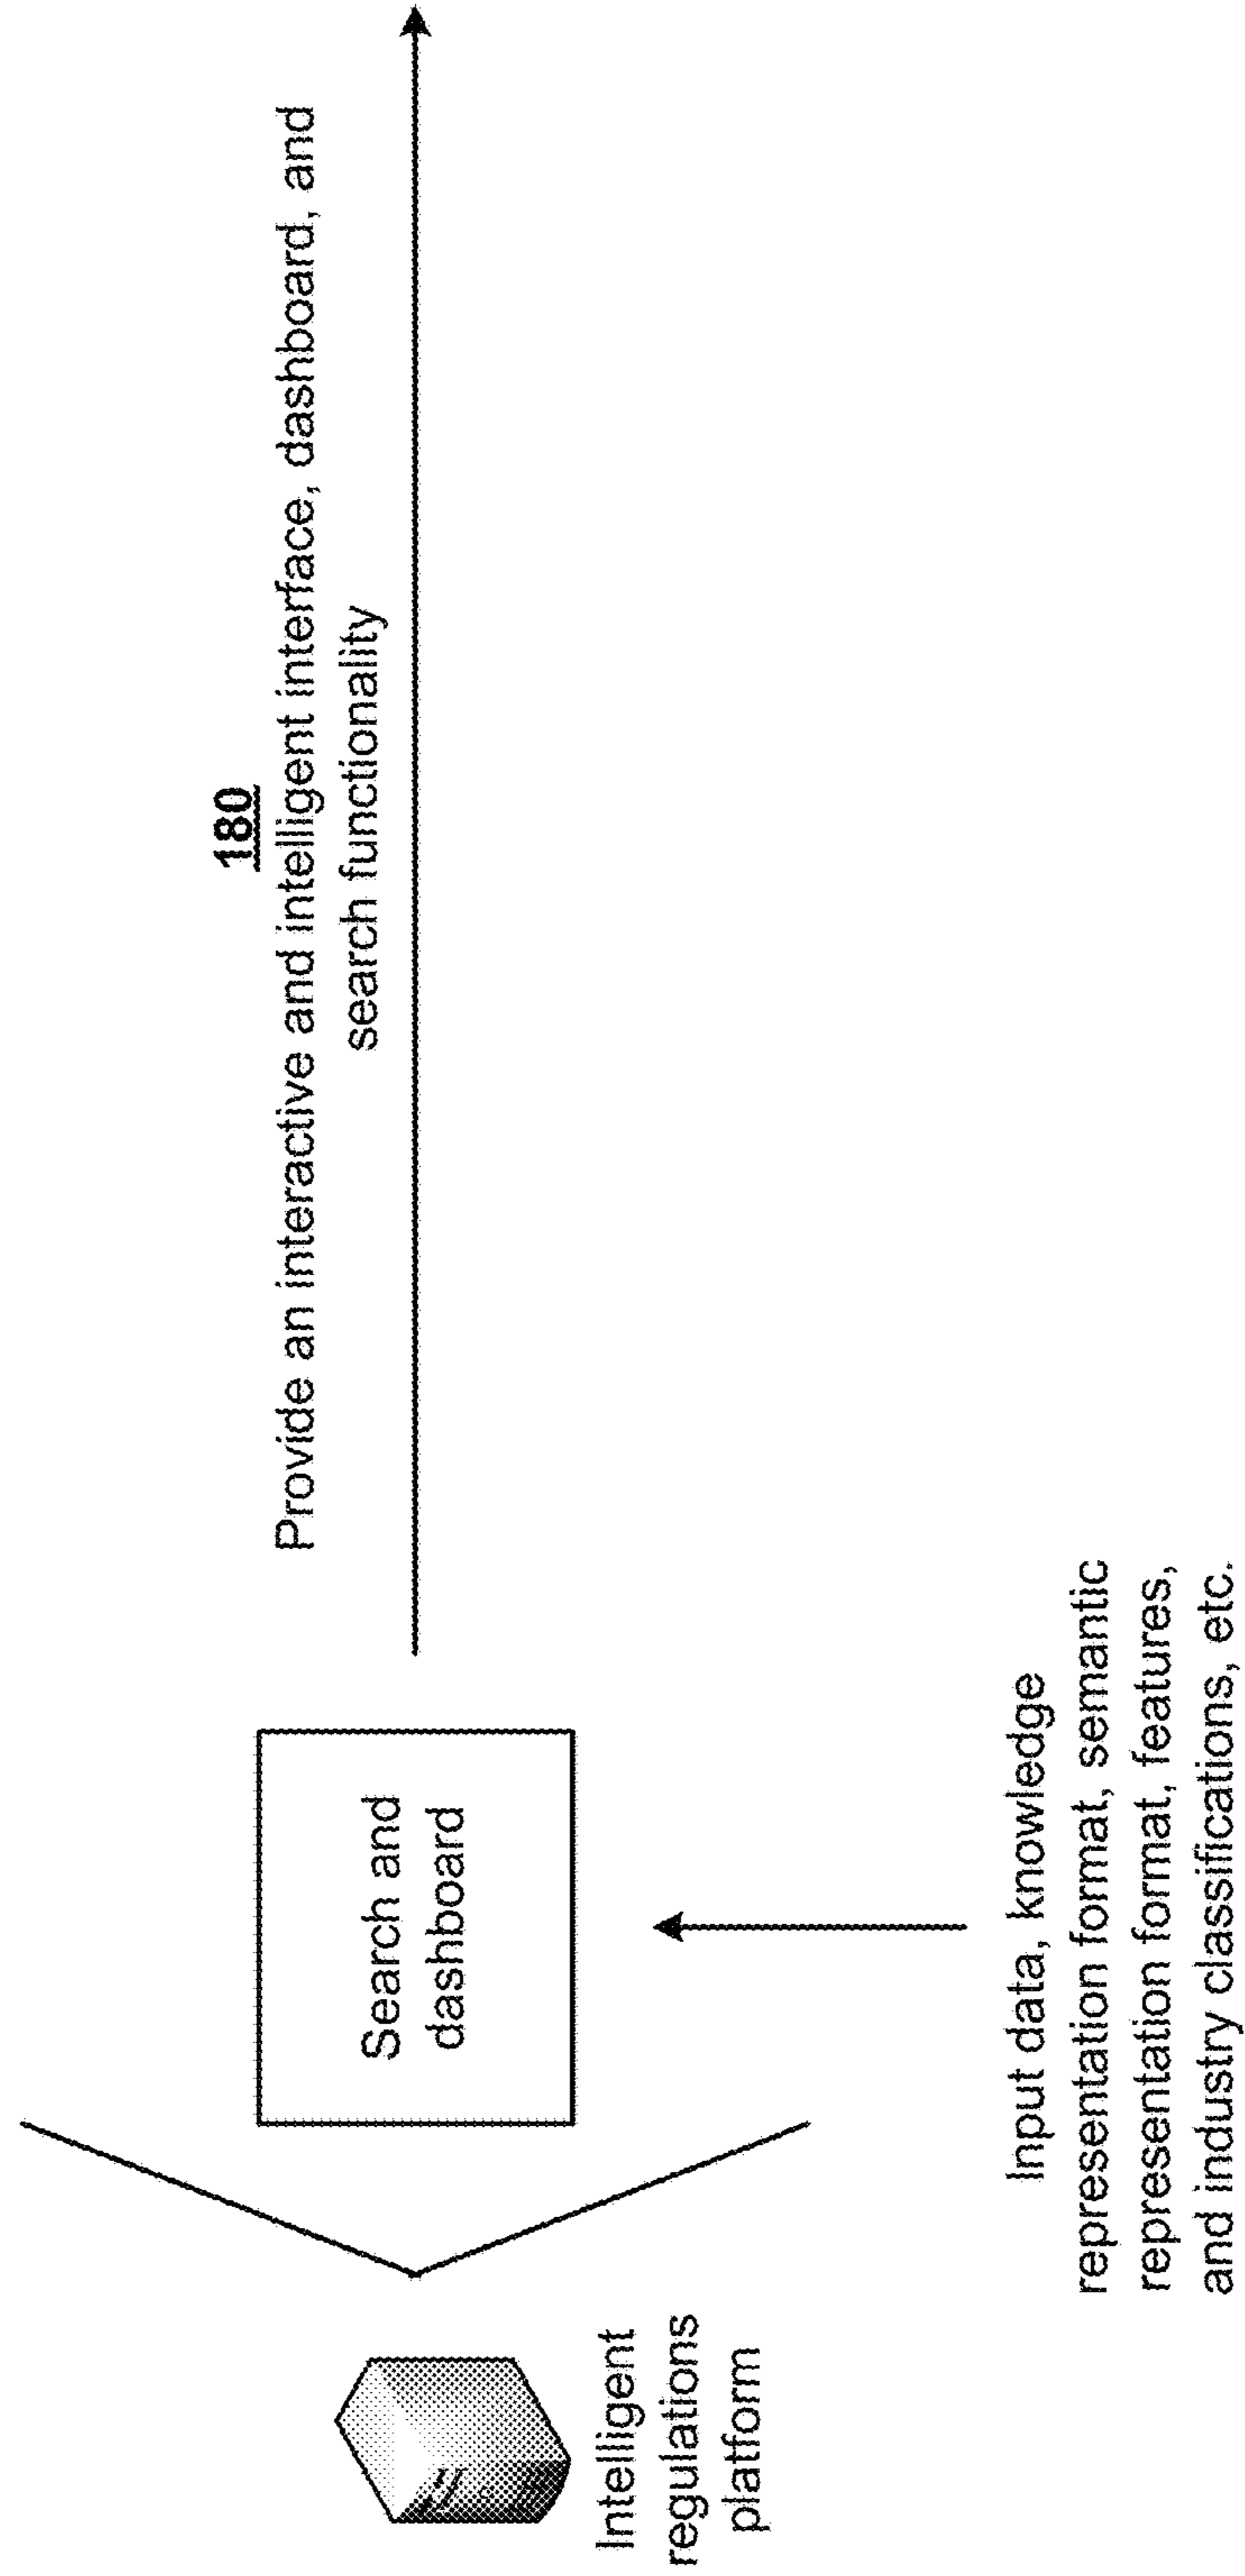 180
Provide an interactive and intelligent interface, dashboard, and
search functionality
Search and
dashboard
Intelligent
regulations
platform
Input data, knowledge
representation format, semantic
representation format, features,
and industry classifications, etc.